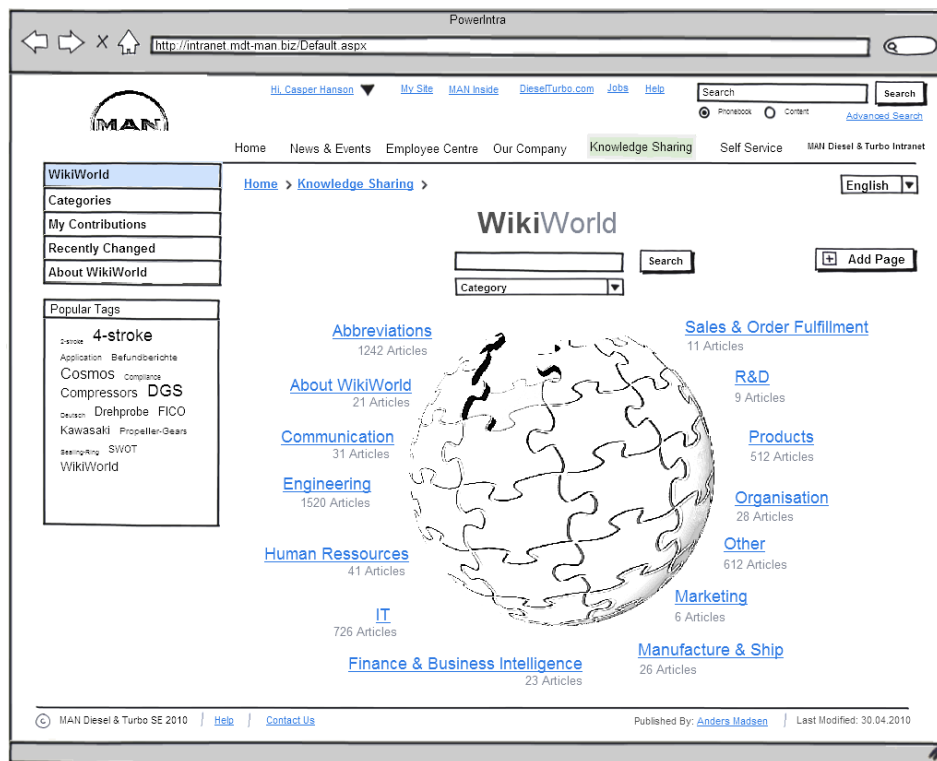 PowerIntra
http://intranet.mdt-man.biz/Default.aspx
Hi, Casper Hanson My Site MAN Inside DieselTurbo.com Jobs Help
Search Search
Phonebook Content Advanced Search
MAN
Home News & Events Employee Centre Our Company Knowledge Sharing Self Service MAN Diesel & Turbo Intranet
WikiWorld
Categories
My Contributions
Recently Changed
About WikiWorld
Popular Tags
2-stroke 4-stroke
Application Befundberichte
Cosmos Compliance
Compressors DGS
Deutsch Drehprobe FICO
Kawasaki Propeller-Gears
SWOT
WikiWorld
Home > Knowledge Sharing >
English
WikiWorld
Search
Add Page
Category
Abbreviations
1242 Articles
About WikiWorld
21 Articles
Communication
31 Articles
Engineering
1520 Articles
Human Ressources
41 Articles
IT
726 Articles
Finance & Business Intelligence
23 Articles
Sales & Order Fulfillment
11 Articles
R&D
9 Articles
Products
512 Articles
Organisation
28 Articles
Other
612 Articles
Marketing
6 Articles
Manufacture & Ship
26 Articles
© MAN Diesel & Turbo SE 2010 | Help | Contact Us
Published By: Anders Madsen | Last Modified: 30.04.2010